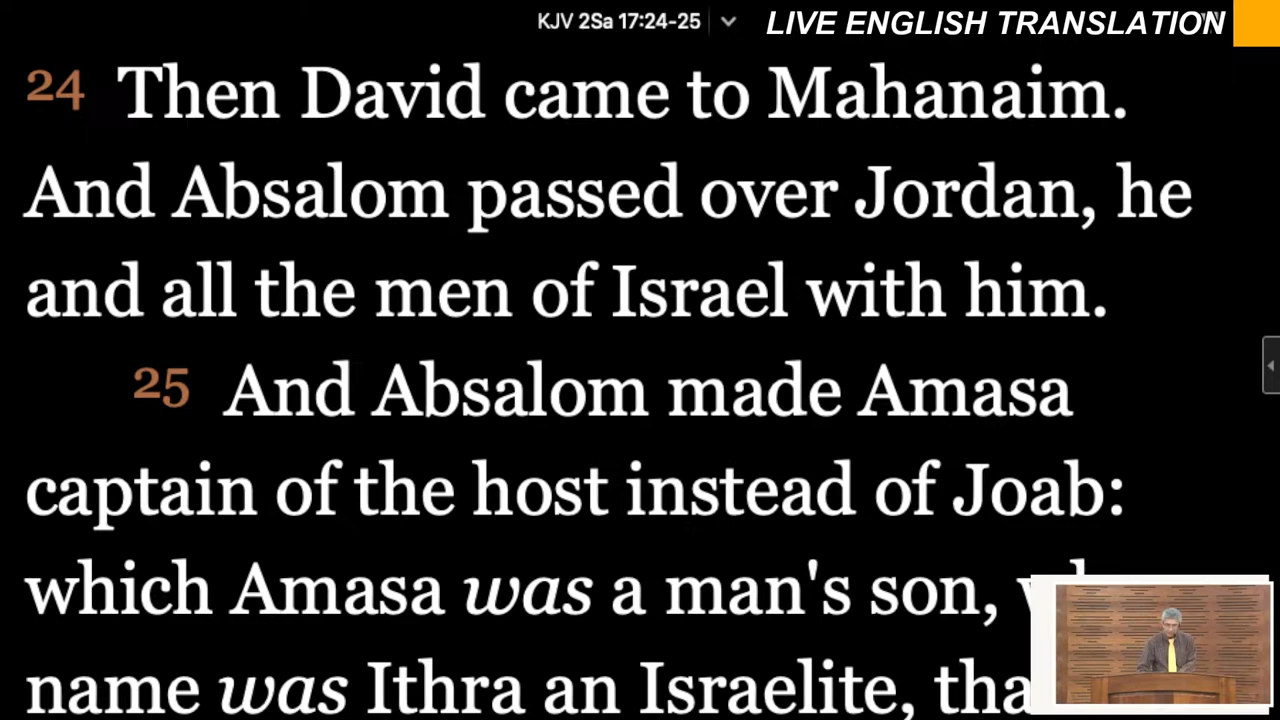 KJV 2Sa 17:24-25
LIVE ENGLISH TRANSLATION
24 Then David came to Mahanaim.
And Absalom passed over Jordan, he
and all the men of Israel with him.
25 And Absalom made Amasa
captain of the host instead of Joab:
which Amasa was a man's son,
name was Ithra an Israelite,